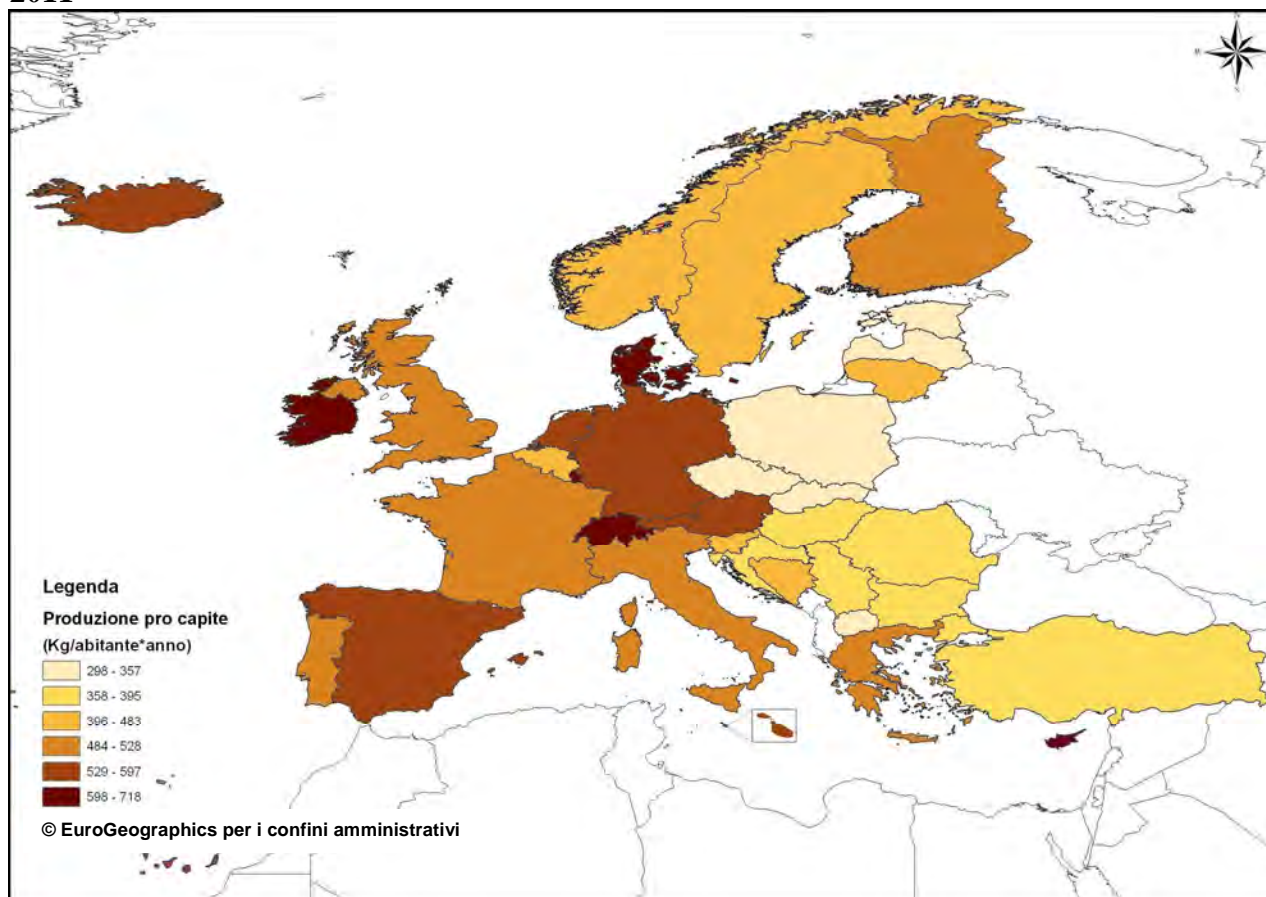 2011
N
Legenda
Produzione pro capite
(Kg/abitante*anno)
298 - 357
358 - 395
396 - 483
484 - 528
529 - 597
598 - 718
© EuroGeographics per i confini amministrativi